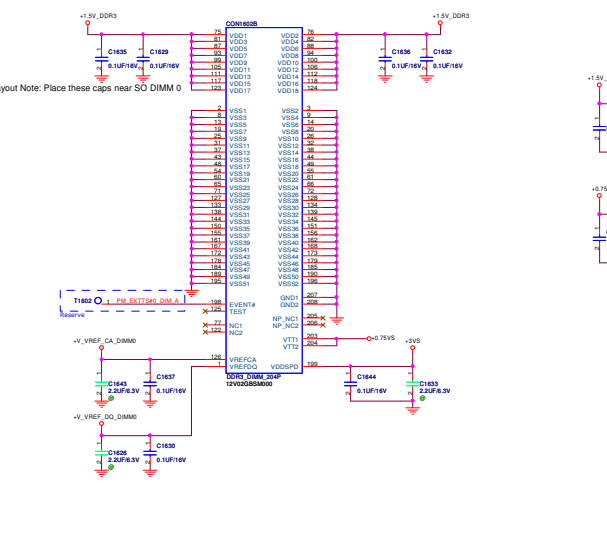 +1.5V_DDR3
+1.5V_DDR3
CON1602B
75 VDD1 VDD2 76
81 VDD3 VDD4 82
87 VDD5 VDD6 88
93 VDD7 VDD8 94
99 VDD9 VDD10 100
105 VDD11 VDD12 106
111 VDD13 VDD14 112
117 VDD15 VDD16 118
123 VDD17 VDD18 124
C1635
0.1UF/16V
C1629
0.1UF/16V
C1636
0.1UF/16V
C1632
0.1UF/16V
yout Note: Place these caps near SO DIMM 0
+1.5V_
2 VSS1 VSS2 3
8 VSS3 VSS4 9
13 VSS5 VSS6 14
19 VSS7 VSS8 20
25 VSS9 VSS10 26
31 VSS11 VSS12 32
37 VSS13 VSS14 38
43 VSS15 VSS16 44
48 VSS17 VSS18 49
54 VSS19 VSS20 55
60 VSS21 VSS22 61
65 VSS23 VSS24 66
71 VSS25 VSS26 72
127 VSS27 VSS28 128
133 VSS29 VSS30 134
138 VSS31 VSS32 139
144 VSS33 VSS34 145
150 VSS35 VSS36 151
155 VSS37 VSS38 156
161 VSS39 VSS40 162
167 VSS41 VSS42 168
172 VSS43 VSS44 173
178 VSS45 VSS46 179
184 VSS47 VSS48 185
189 VSS49 VSS50 190
195 VSS51 VSS52 196
+0.75
GND1 207
GND2 208
T1602 1 PM_EXTTS#0_DIM_A 198 EVENT#
125 TEST
Reserve
NP_NC1 205
NP_NC2 206
77 NC1
122 NC2
VTT1 203
VTT2 204
+0.75VS
+V_VREF_CA_DIMM0
+3VS
126 VREFCA
1 VREFDQ VDDSPD 199
DDR3_DIMM_204P
12V02GBSM000
C1643
2.2UF/6.3V
@
C1637
0.1UF/16V
C1644
0.1UF/16V
C1633
2.2UF/6.3V
@
+V_VREF_DQ_DIMM0
C1626
2.2UF/6.3V
@
C1630
0.1UF/16V